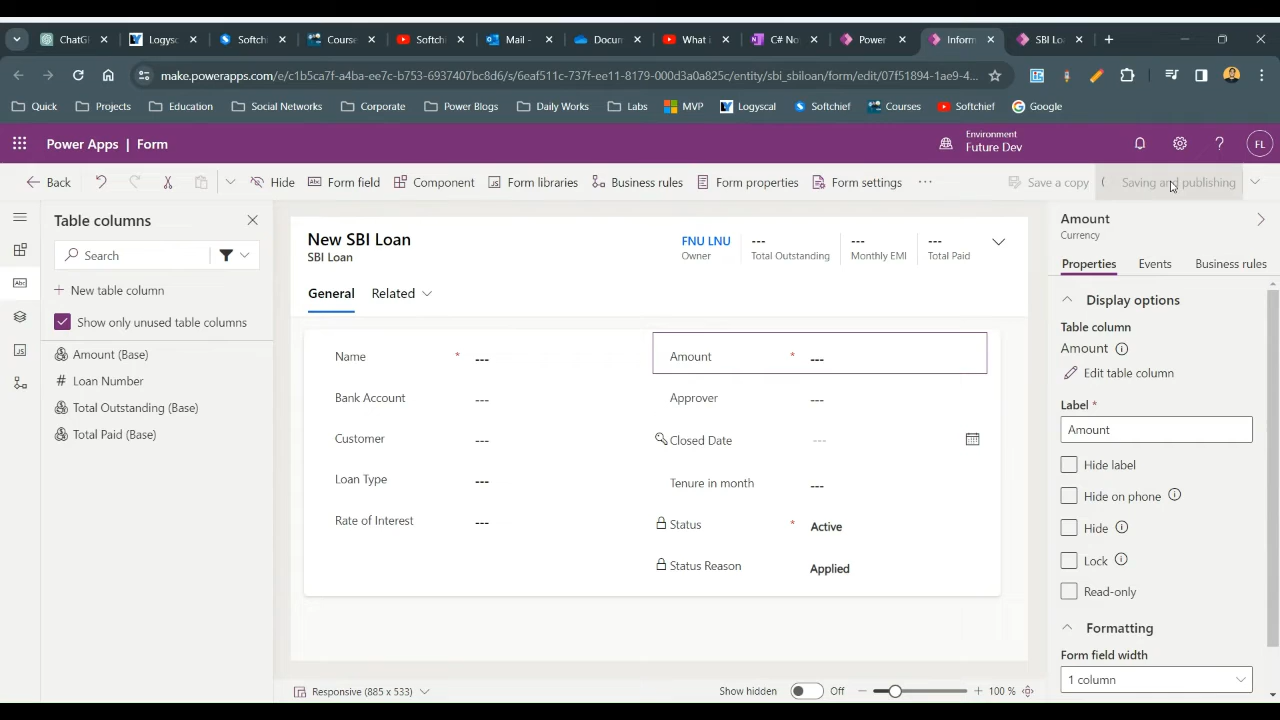 ChatGI
Logysc
Softchi
Course
Softchi
Mail -
Docum
What i
C# No
Power
Inform
SBI Lo
make.powerapps.com/e/c1b5ca7f-a4ba-ee7c-b753-6937407bc8d6/s/6eaf511c-737f-ee11-8179-000d3a0a825c/entity/sbi_sbiloan/form/edit/07f51894-1ae9-4...
Quick
Projects
Education
Social Networks
Corporate
Power Blogs
Daily Works
Labs
MVP
Logyscal
Softchief
Courses
Softchief
Google
Power Apps | Form
Environment
Future Dev
FL
Back
Hide
Form field
Component
Form libraries
Business rules
Form properties
Form settings
Save a copy
Saving and publishing
Table columns
Search
New table column
Show only unused table columns
Amount (Base)
Loan Number
Total Outstanding (Base)
Total Paid (Base)
New SBI Loan
SBI Loan
FNU LNU
Owner
---
Total Outstanding
---
Monthly EMI
---
Total Paid
General
Related
Name * ---
Bank Account ---
Customer ---
Loan Type ---
Rate of Interest ---
Amount * ---
Approver ---
Closed Date ---
Tenure in month ---
Status * Active
Status Reason Applied
Responsive (885 x 533)
Show hidden
Off
100 %
Amount
Currency
Properties
Events
Business rules
Display options
Table column
Amount
Edit table column
Label *
Amount
Hide label
Hide on phone
Hide
Lock
Read-only
Formatting
Form field width
1 column